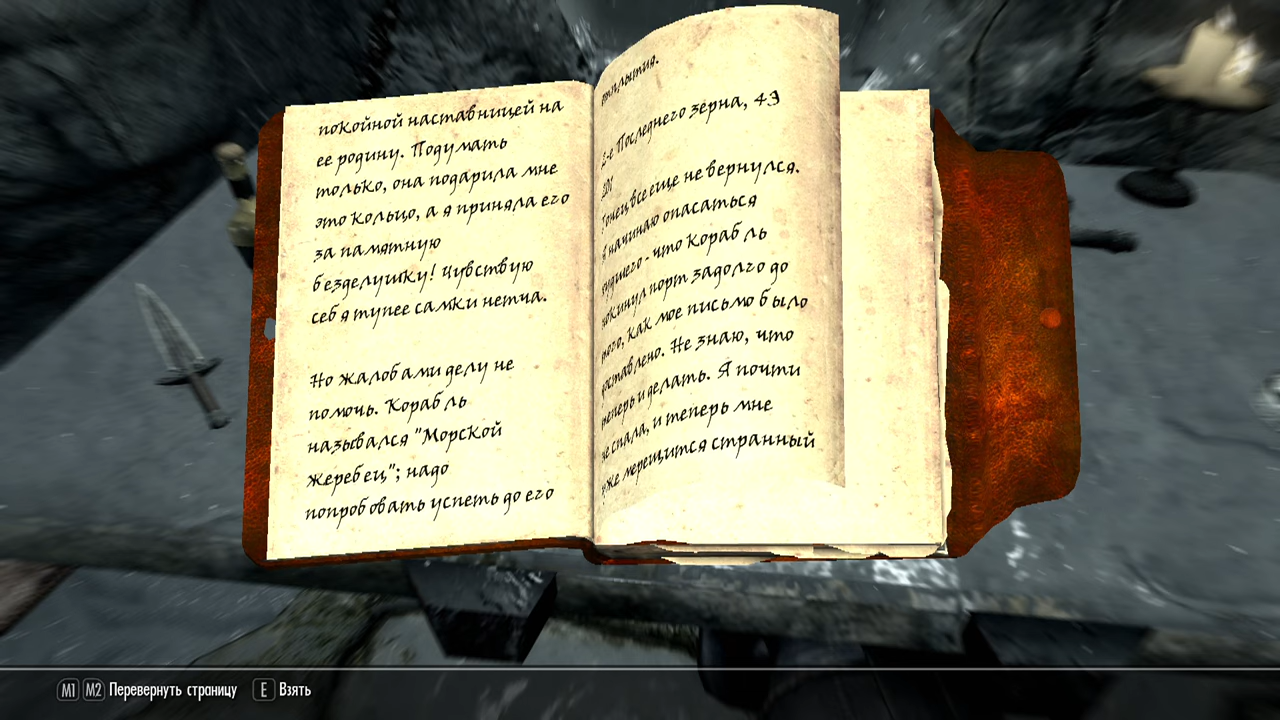 покойной наставницей на
ее родину. Подумать
только, она подарила мне
это кольцо, а я приняла его
за памятную
безделушку! Чувствую
себя тупее самки нетча.
Но жалобами делу не
помочь. Корабль
назывался "Морской
жеребец"; надо
попробовать успеть до его
отплытия.
2-е Последнего зерна, 4Э
201
Гонец все еще не вернулся.
Я начинаю опасаться
худшего - что корабль
покинул порт задолго до
того, как мое письмо было
доставлено. Не знаю, что
теперь и делать. Я почти
не спала, и теперь мне
уже мерещится странный
M1 M2 Перевернуть страницу E Взять